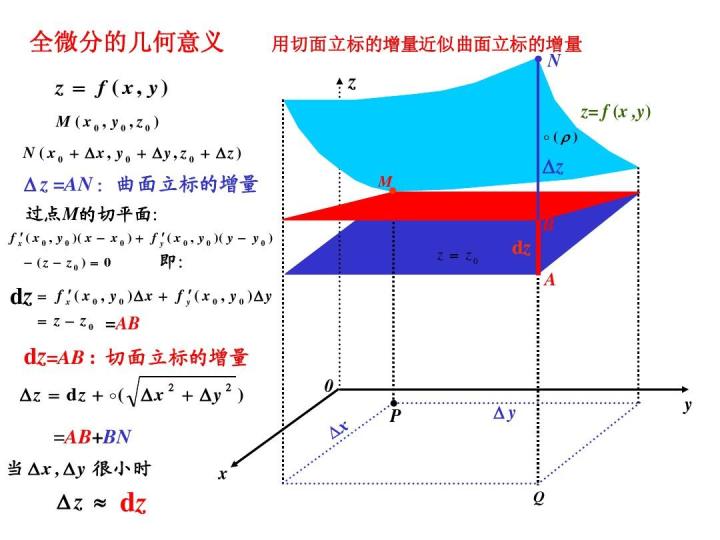 全微分的几何意义
用切面立标的增量近似曲面立标的增量
z = f(x, y)
M(x₀, y₀, z₀)
N(x₀ + Δx, y₀ + Δy, z₀ + Δz)
Δz =AN : 曲面立标的增量
过点M的切平面:
fₓ′(x₀, y₀)(x − x₀) + f_y′(x₀, y₀)(y − y₀)
− (z − z₀) = 0 即:
dz = fₓ′(x₀, y₀)Δx + f_y′(x₀, y₀)Δy
= z − z₀ =AB
dz=AB : 切面立标的增量
Δz = dz + ∘(√(Δx² + Δy²))
=AB+BN
当 Δx, Δy 很小时
Δz ≈ dz
z
N
z=f(x,y)
∘(ρ)
Δz
M
B
dz
z = z₀
A
0
P
Δy
y
Δx
x
Q